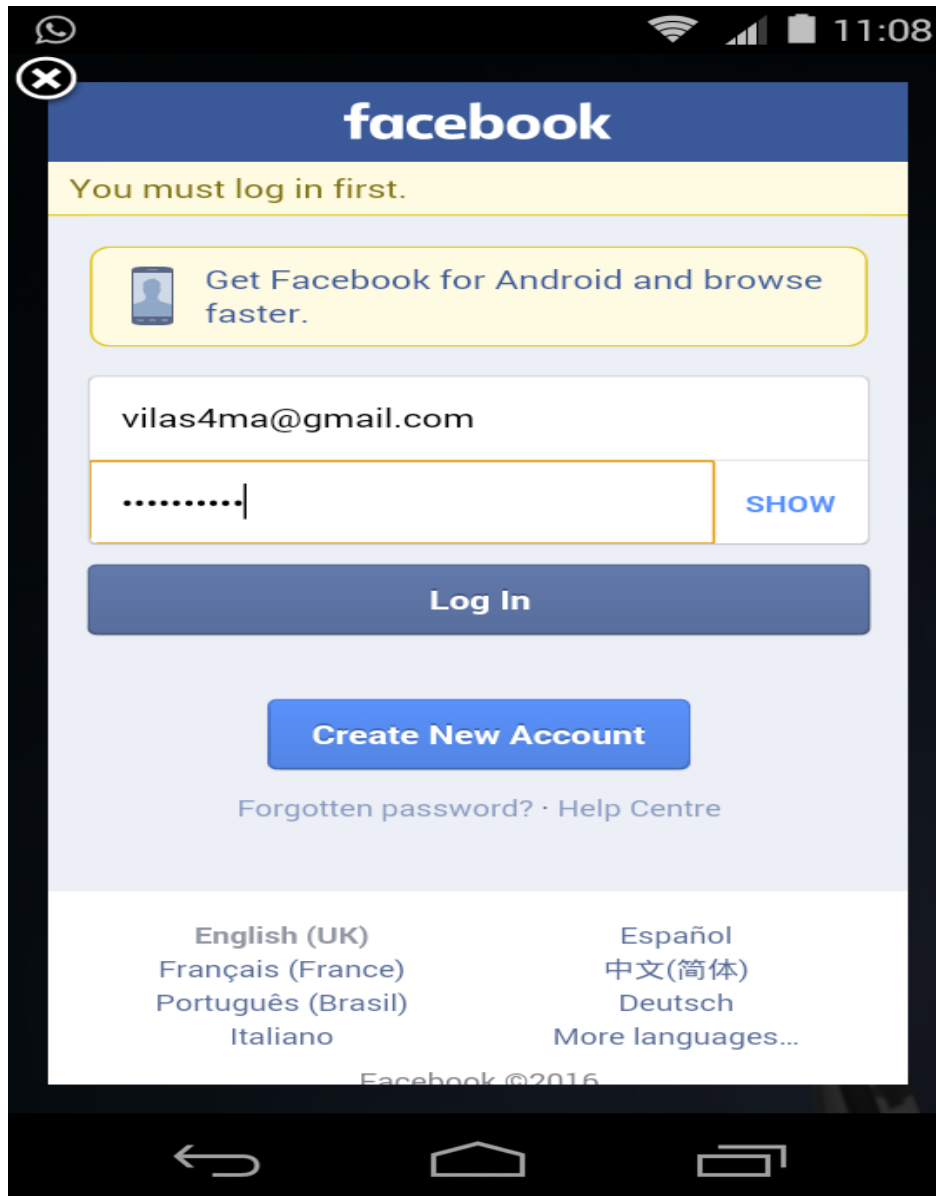 11:08
facebook
You must log in first.
Get Facebook for Android and browse
faster.
vilas4ma@gmail.com
••••••••••
SHOW
Log In
Create New Account
Forgotten password? · Help Centre
English (UK)
Español
Français (France)
中文(简体)
Português (Brasil)
Deutsch
Italiano
More languages...
Facebook ©2016